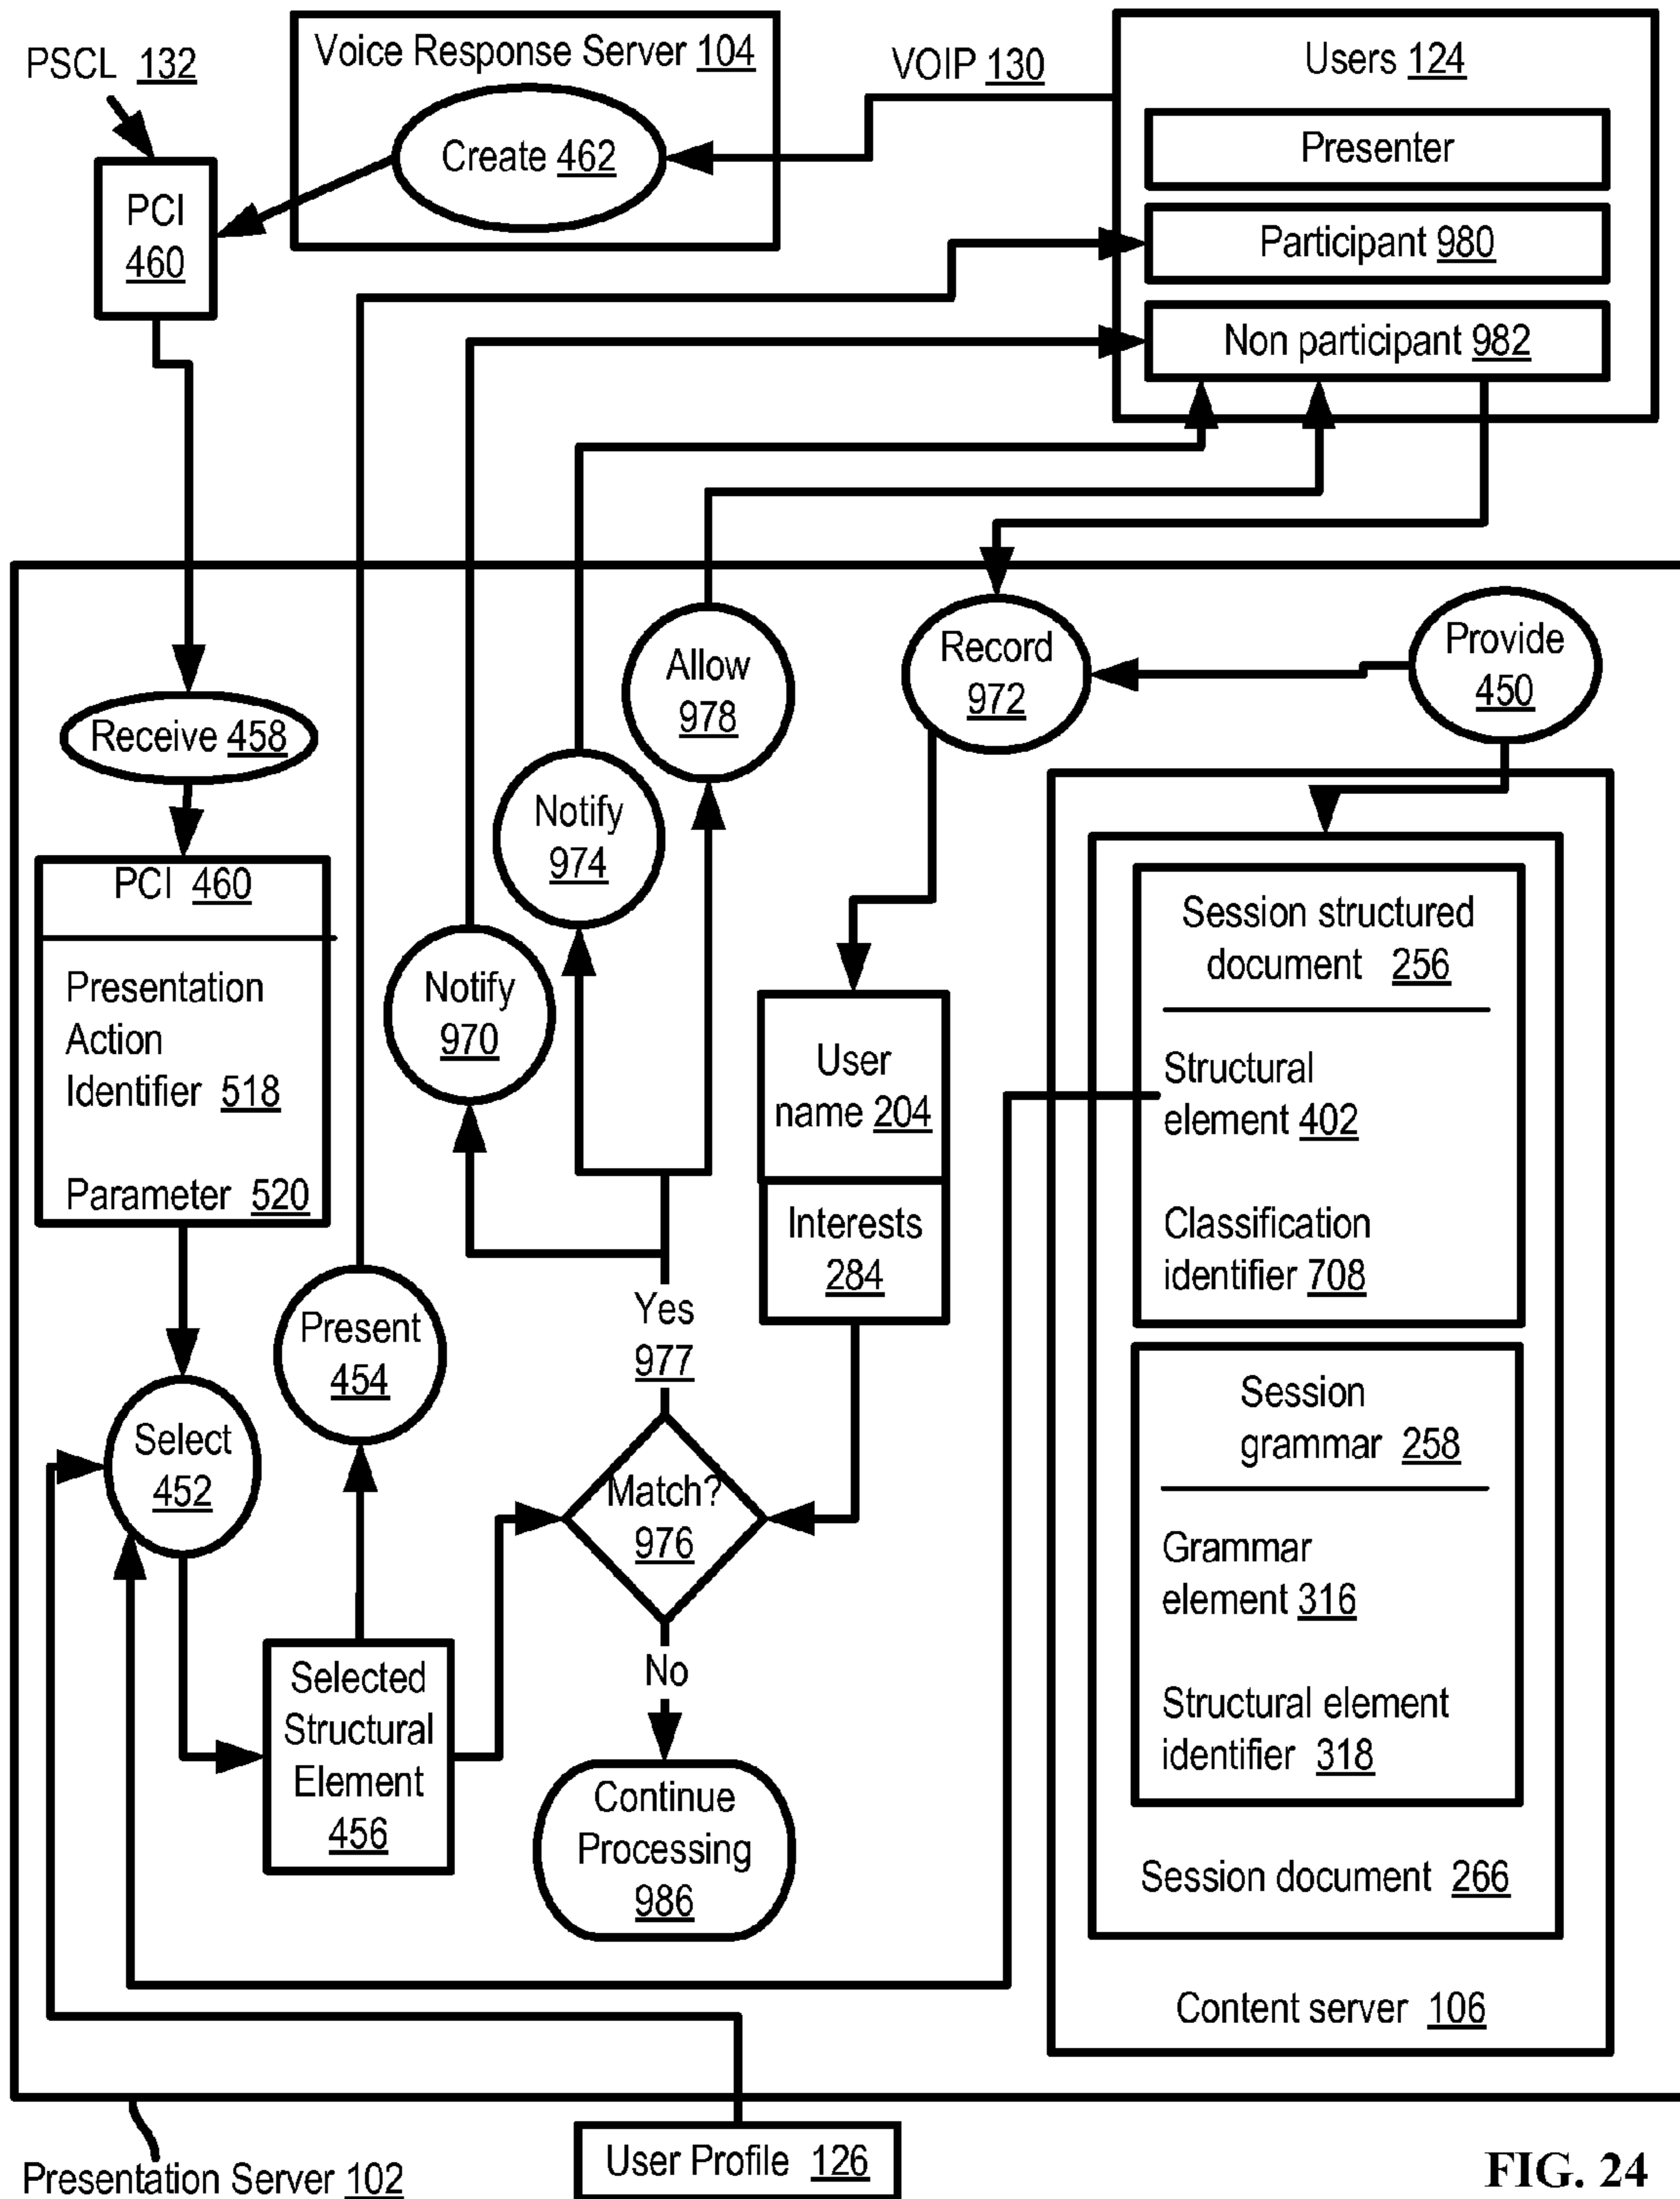 PSCL 132
Voice Response Server 104
VOIP 130
Users 124
Create 462
Presenter
PCI
460
Participant 980
Non participant 982
Receive 458
Allow
978
Record
972
Provide
450
Notify
974
PCI 460
Presentation
Action
Identifier 518
Parameter 520
Notify
970
User
name 204
Interests
284
Session structured
document 256
Structural
element 402
Classification
identifier 708
Present
454
Yes
977
Select
452
Match?
976
Session
grammar 258
Grammar
element 316
Structural element
identifier 318
Selected
Structural
Element
456
No
Continue
Processing
986
Session document 266
Content server 106
Presentation Server 102
User Profile 126
FIG. 24